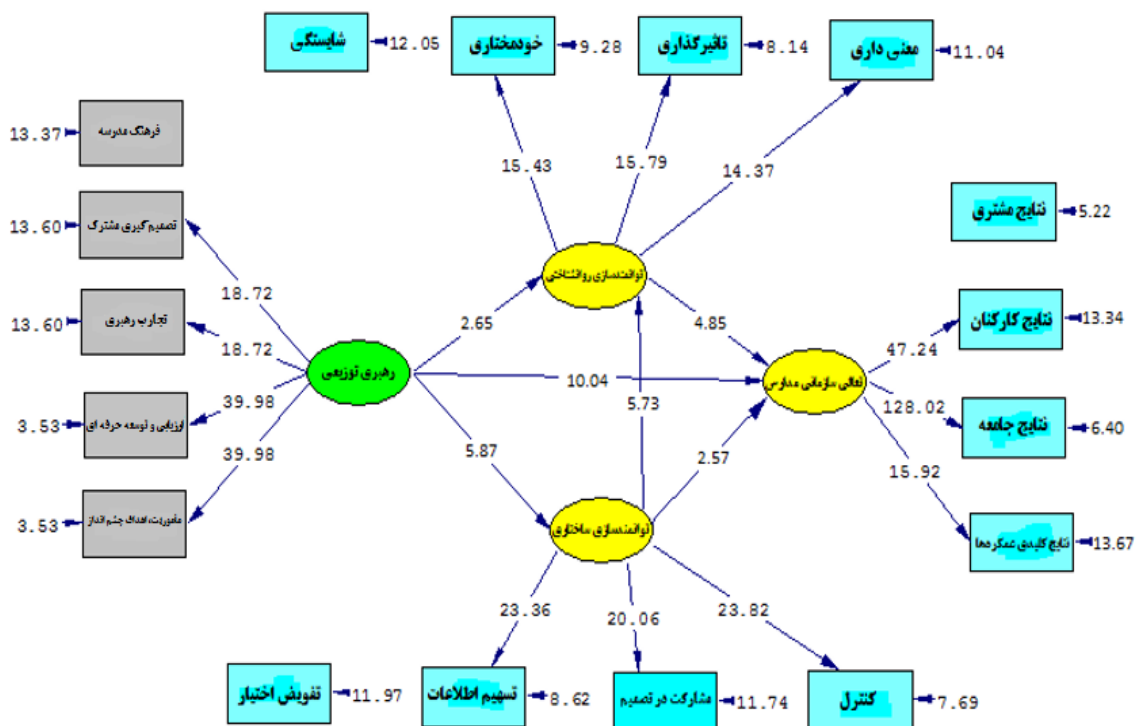 شایستگی
12.05
خودمختاری
9.28
تاثیرگذاری
8.14
معنی داری
11.04
13.37
فرهنگ مدرسه
15.43
15.79
14.37
13.60
تصمیم گیری مشترک
نتایج مشتری
5.22
18.72
توانمندسازی روانشناختی
13.60
تجارب رهبری
18.72
2.65
4.85
نتایج کارکنان
13.34
47.24
رهبری توزیعی
10.04
تعالی سازمانی مدارس
39.98
5.73
128.02
3.53
ارزیابی و توسعه حرفه ای
نتایج جامعه
6.40
39.98
5.87
2.57
15.92
3.53
ماموریت، اهداف چشم انداز
توانمندسازی ساختاری
نتایج کلیدی عمکردها
13.67
23.36
20.06
23.82
تفویض اختیار
11.97
تسهیم اطلاعات
8.62
مشارکت در تصمیم
11.74
کنترل
7.69